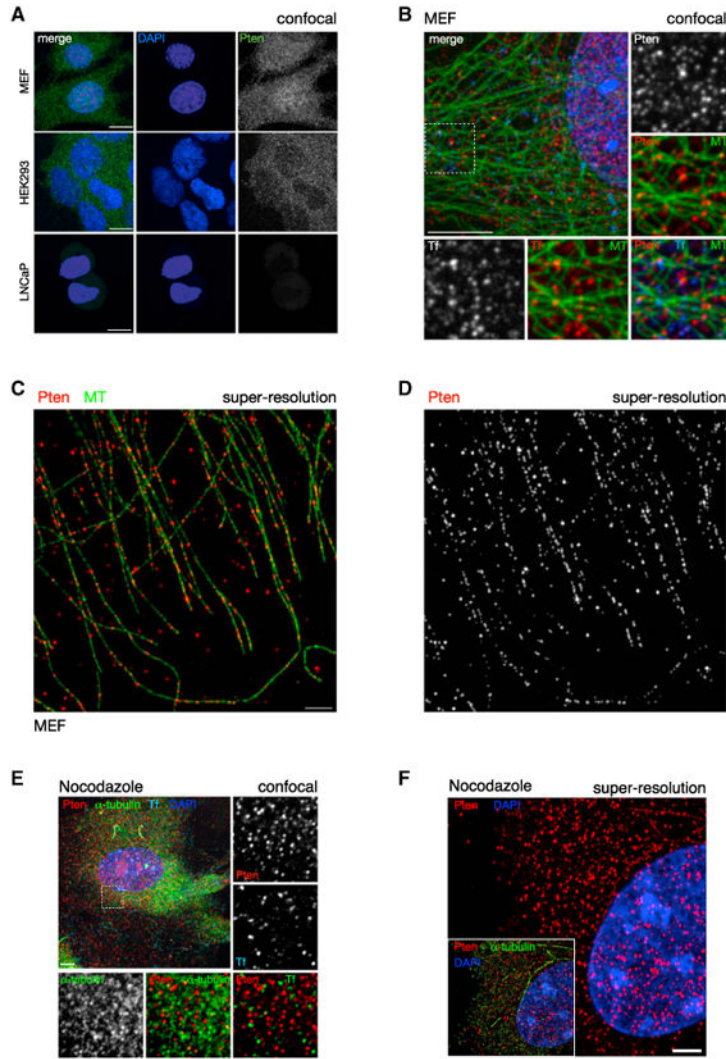 A
confocal
merge
DAPI
Pten
MEF
HEK293
LNCaP
B
MEF
confocal
merge
Pten
Pten
MT
Tf
Tf
MT
Pten
Tf
MT
C
Pten
MT
super-resolution
MEF
D
Pten
super-resolution
E
Nocodazole
confocal
Pten
α-tubulin
Tf
DAPI
Pten
Tf
α-tubulin
Pten
α-tubulin
Pten
Tf
F
Nocodazole
super-resolution
Pten
DAPI
Pten
α-tubulin
DAPI